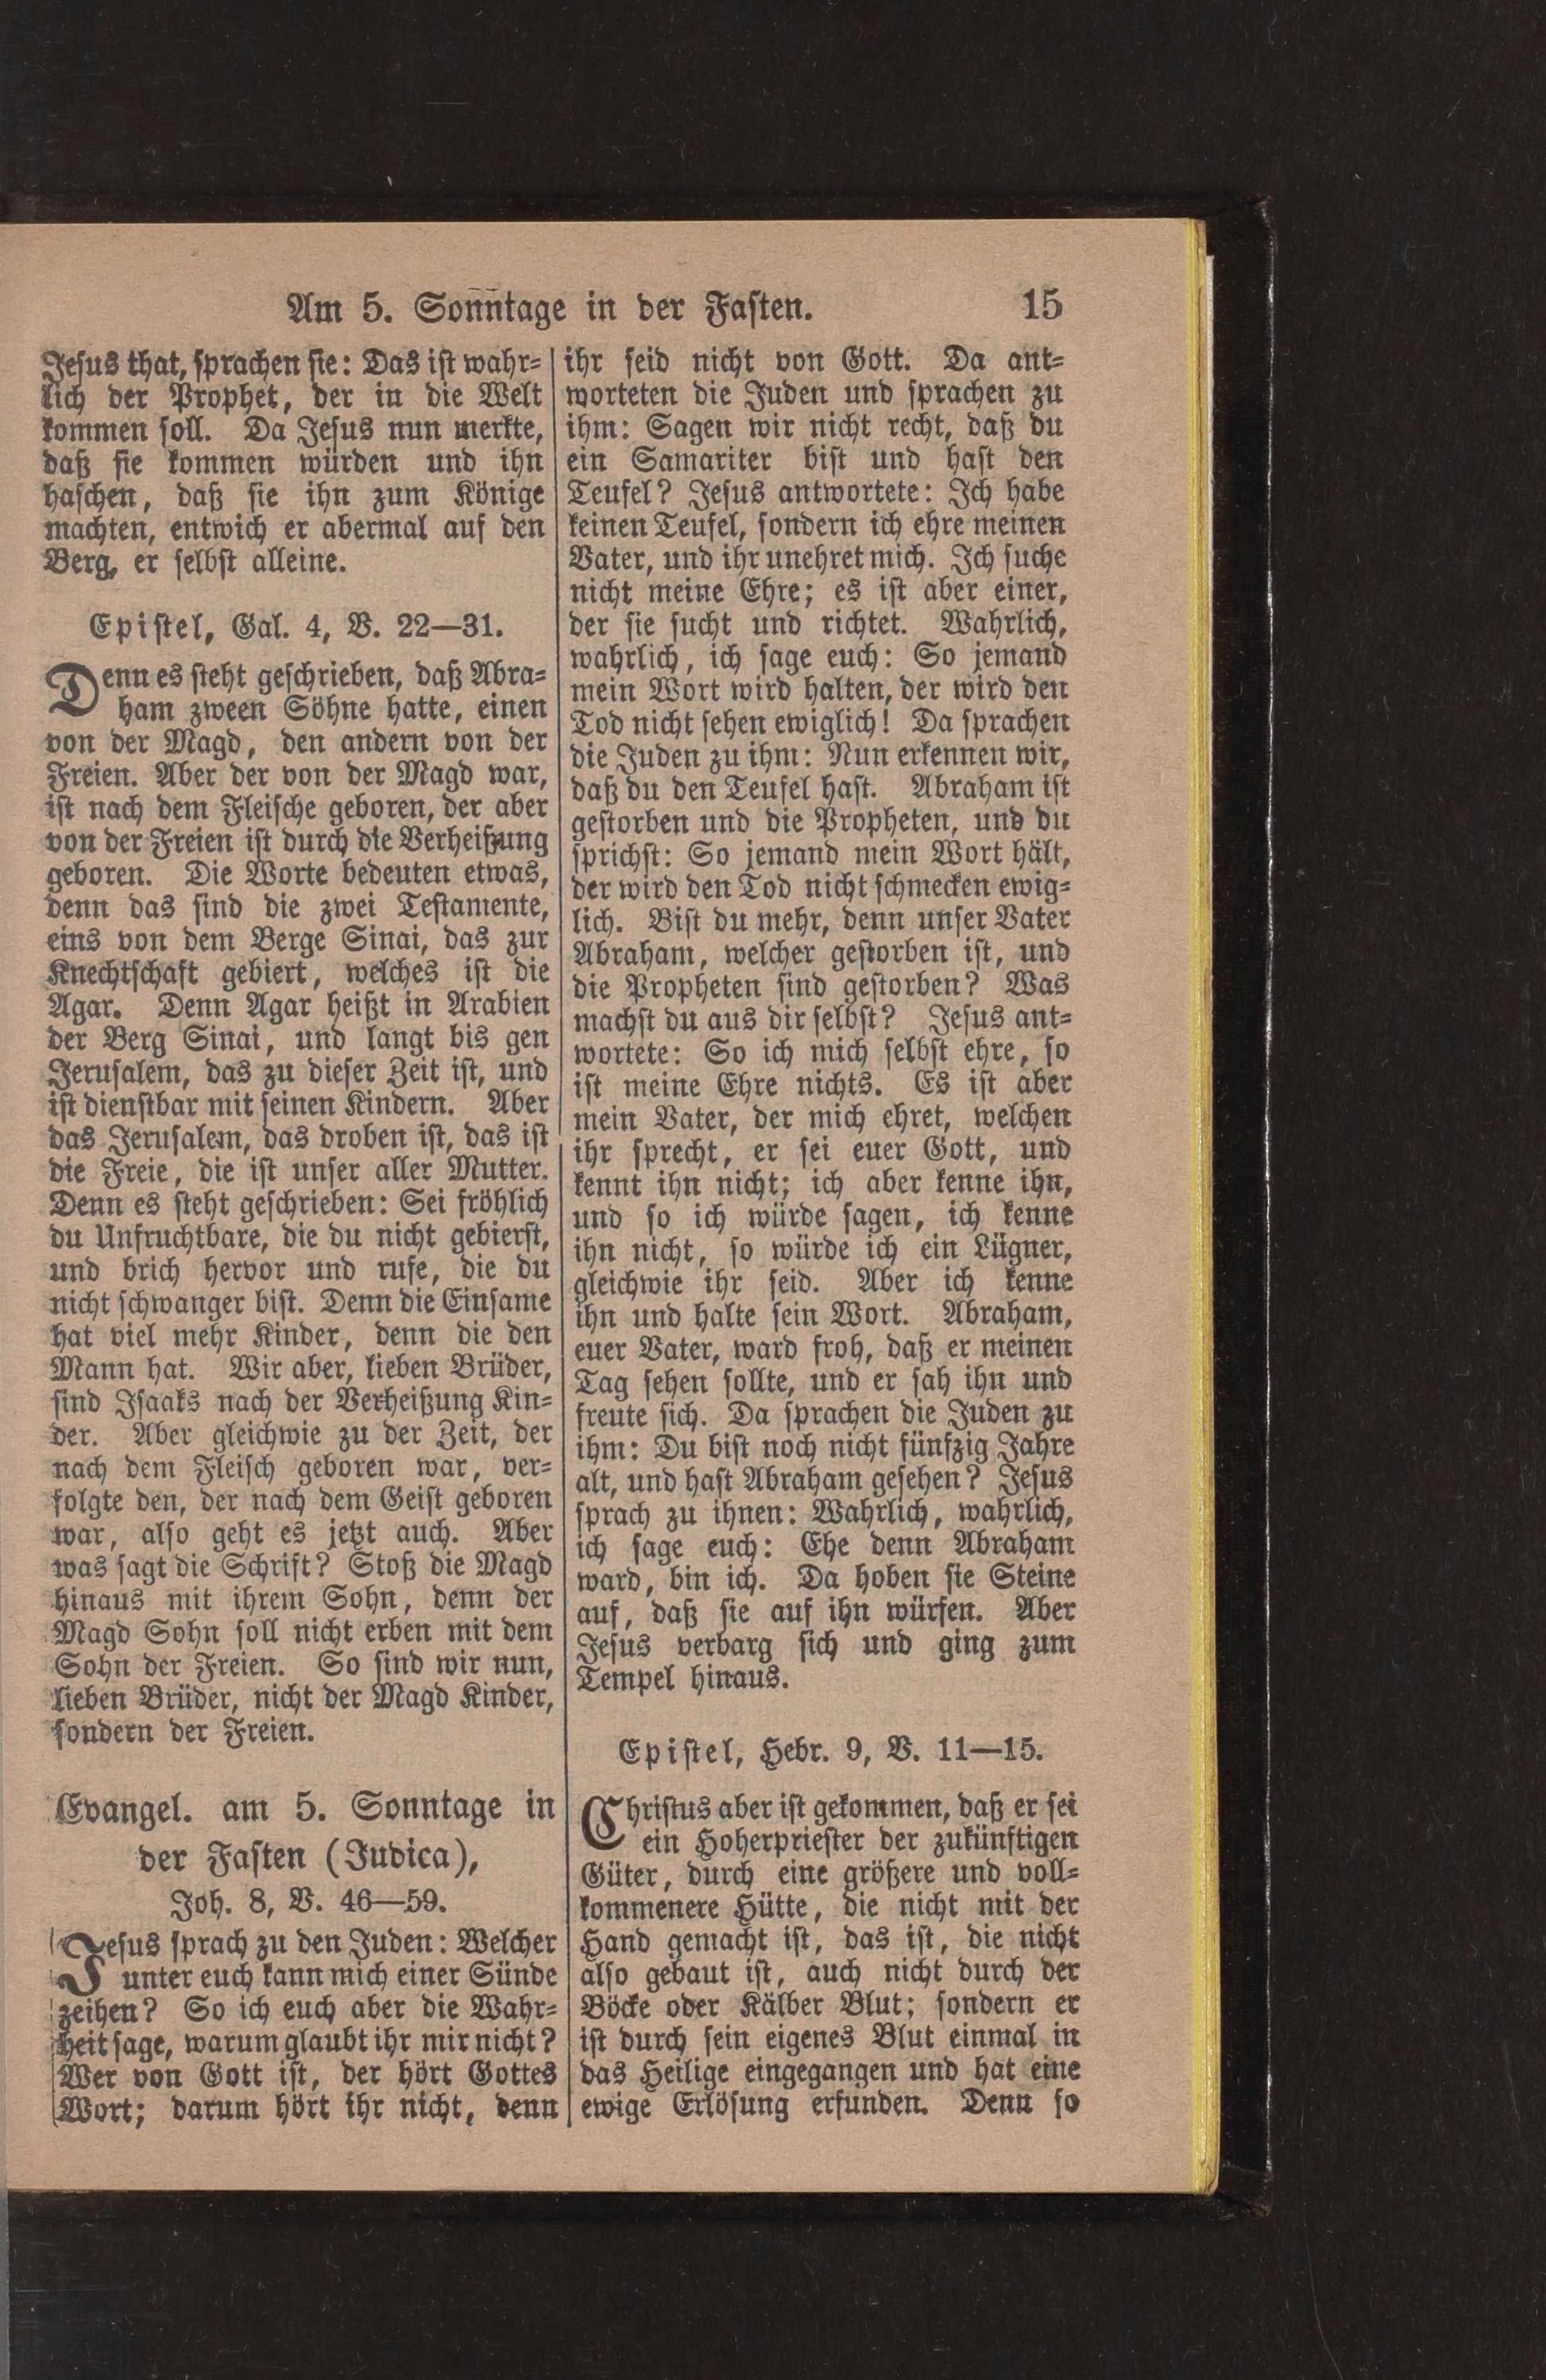 Am 5. Sonntage in der Fasten. 15
Jesus that, sprachen sie: Das ist wahr-
lich der Prophet, der in die Welt
kommen soll. Da Jesus nun merkte,
daß sie kommen würden und ihn
haschen, daß sie ihn zum Könige
machten, entwich er abermal auf den
Berg, er selbst alleine.
Epistel, Gal. 4, V. 22—31.
Denn es steht geschrieben, daß Abra-
ham zween Söhne hatte, einen
von der Magd, den andern von der
Freien. Aber der von der Magd war,
ist nach dem Fleische geboren, der aber
von der Freien ist durch die Verheißung
geboren. Die Worte bedeuten etwas,
denn das sind die zwei Testamente,
eins von dem Berge Sinai, das zur
Knechtschaft gebiert, welches ist die
Agar. Denn Agar heißt in Arabien
der Berg Sinai, und langt bis gen
Jerusalem, das zu dieser Zeit ist, und
ist dienstbar mit seinen Kindern. Aber
das Jerusalem, das droben ist, das ist
die Freie, die ist unser aller Mutter.
Denn es steht geschrieben: Sei fröhlich
du Unfruchtbare, die du nicht gebierst,
und brich hervor und rufe, die du
nicht schwanger bist. Denn die Einsame
hat viel mehr Kinder, denn die den
Mann hat. Wir aber, lieben Brüder,
sind Isaaks nach der Verheißung Kin-
der. Aber gleichwie zu der Zeit, der
nach dem Fleisch geboren war, ver-
folgte den, der nach dem Geist geboren
war, also geht es jetzt auch. Aber
was sagt die Schrift? Stoß die Magd
hinaus mit ihrem Sohn, denn der
Magd Sohn soll nicht erben mit dem
Sohn der Freien. So sind wir nun,
lieben Brüder, nicht der Magd Kinder,
sondern der Freien.
Evangel. am 5. Sonntage in
der Fasten (Judica),
Joh. 8, V. 46—59.
Jesus sprach zu den Juden: Welcher
unter euch kann mich einer Sünde
zeihen? So ich euch aber die Wahr-
heit sage, warum glaubt ihr mir nicht?
Wer von Gott ist, der hört Gottes
Wort; darum hört ihr nicht, denn
ihr seid nicht von Gott. Da ant-
worteten die Juden und sprachen zu
ihm: Sagen wir nicht recht, daß du
ein Samariter bist und hast den
Teufel? Jesus antwortete: Ich habe
keinen Teufel, sondern ich ehre meinen
Vater, und ihr unehret mich. Ich suche
nicht meine Ehre; es ist aber einer,
der sie sucht und richtet. Wahrlich,
wahrlich, ich sage euch: So jemand
mein Wort wird halten, der wird den
Tod nicht sehen ewiglich! Da sprachen
die Juden zu ihm: Nun erkennen wir,
daß du den Teufel hast. Abraham ist
gestorben und die Propheten, und du
sprichst: So jemand mein Wort hält,
der wird den Tod nicht schmecken ewig-
lich. Bist du mehr, denn unser Vater
Abraham, welcher gestorben ist, und
die Propheten sind gestorben? Was
machst du aus dir selbst? Jesus ant-
wortete: So ich mich selbst ehre, so
ist meine Ehre nichts. Es ist aber
mein Vater, der mich ehret, welchen
ihr sprecht, er sei euer Gott, und
kennt ihn nicht; ich aber kenne ihn,
und so ich würde sagen, ich kenne
ihn nicht, so würde ich ein Lügner,
gleichwie ihr seid. Aber ich kenne
ihn und halte sein Wort. Abraham,
euer Vater, ward froh, daß er meinen
Tag sehen sollte, und er sah ihn und
freute sich. Da sprachen die Juden zu
ihm: Du bist noch nicht fünfzig Jahre
alt, und hast Abraham gesehen? Jesus
sprach zu ihnen: Wahrlich, wahrlich,
ich sage euch: Ehe denn Abraham
ward, bin ich. Da hoben sie Steine
auf, daß sie auf ihn würfen. Aber
Jesus verbarg sich und ging zum
Tempel hinaus.
Epistel, Hebr. 9, V. 11—15.
Christus aber ist gekommen, daß er sei
ein Hoherpriester der zukünftigen
Güter, durch eine größere und voll-
kommenere Hütte, die nicht mit der
Hand gemacht ist, das ist, die nicht
also gebaut ist, auch nicht durch der
Böcke oder Kälber Blut; sondern er
ist durch sein eigenes Blut einmal in
das Heilige eingegangen und hat eine
ewige Erlösung erfunden. Denn so